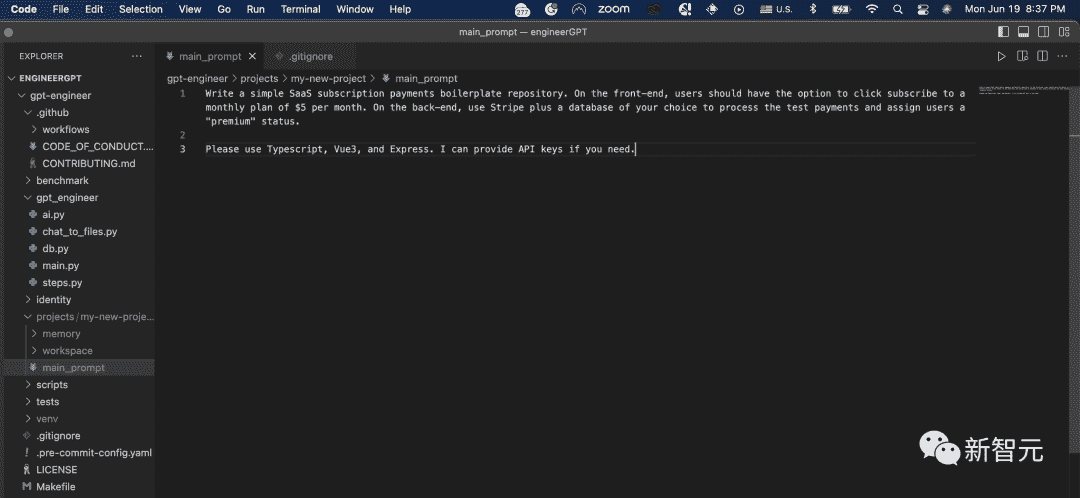 Code File Edit Selection View Go Run Terminal Window Help 277 zoom U.S. Mon Jun 19 8:37 PM
main_prompt — engineerGPT
EXPLORER
main_prompt
.gitignore
gpt-engineer > projects > my-new-project > main_prompt
ENGINEERGPT
gpt-engineer
.github
workflows
CODE_OF_CONDUCT....
CONTRIBUTING.md
benchmark
gpt_engineer
ai.py
chat_to_files.py
db.py
main.py
steps.py
identity
projects/my-new-proje...
memory
workspace
main_prompt
scripts
tests
venv
.gitignore
.pre-commit-config.yaml
LICENSE
Makefile
1 Write a simple SaaS subscription payments boilerplate repository. On the front-end, users should have the option to click subscribe to a
monthly plan of $5 per month. On the back-end, use Stripe plus a database of your choice to process the test payments and assign users a
"premium" status.
2
3 Please use Typescript, Vue3, and Express. I can provide API keys if you need.
新智元